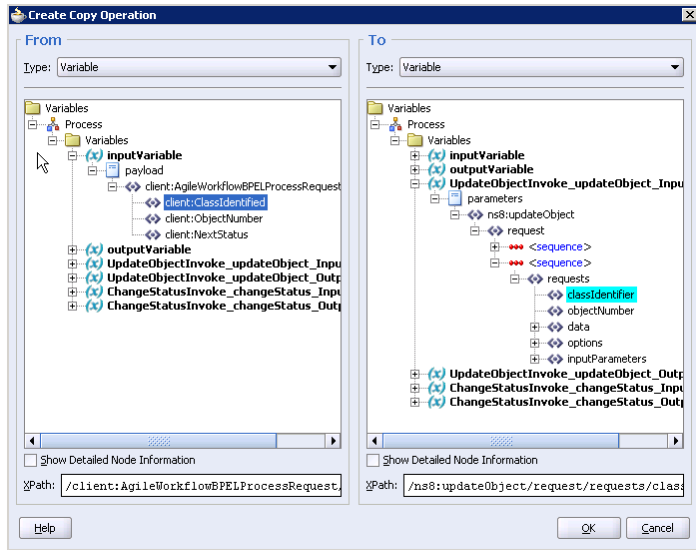 Create Copy Operation
From
Type: Variable
Variables
Process
Variables
(x) inputVariable
payload
client:AgileWorkflowBPELProcessRequest
client:ClassIdentified
client:ObjectNumber
client:NextStatus
(x) outputVariable
(x) UpdateObjectInvoke_updateObject_Inpu
(x) UpdateObjectInvoke_updateObject_Outp
(x) ChangeStatusInvoke_changeStatus_Inpu
(x) ChangeStatusInvoke_changeStatus_Outp
Show Detailed Node Information
XPath: /client:AgileWorkflowBPELProcessRequest/
To
Type: Variable
Variables
Process
Variables
(x) inputVariable
(x) outputVariable
(x) UpdateObjectInvoke_updateObject_Inpu
parameters
ns8:updateObject
request
<sequence>
<sequence>
requests
classIdentifier
objectNumber
data
options
inputParameters
(x) UpdateObjectInvoke_updateObject_Outp
(x) ChangeStatusInvoke_changeStatus_Inpu
(x) ChangeStatusInvoke_changeStatus_Outp
Show Detailed Node Information
XPath: /ns8:updateObject/request/requests/class
Help
OK
Cancel